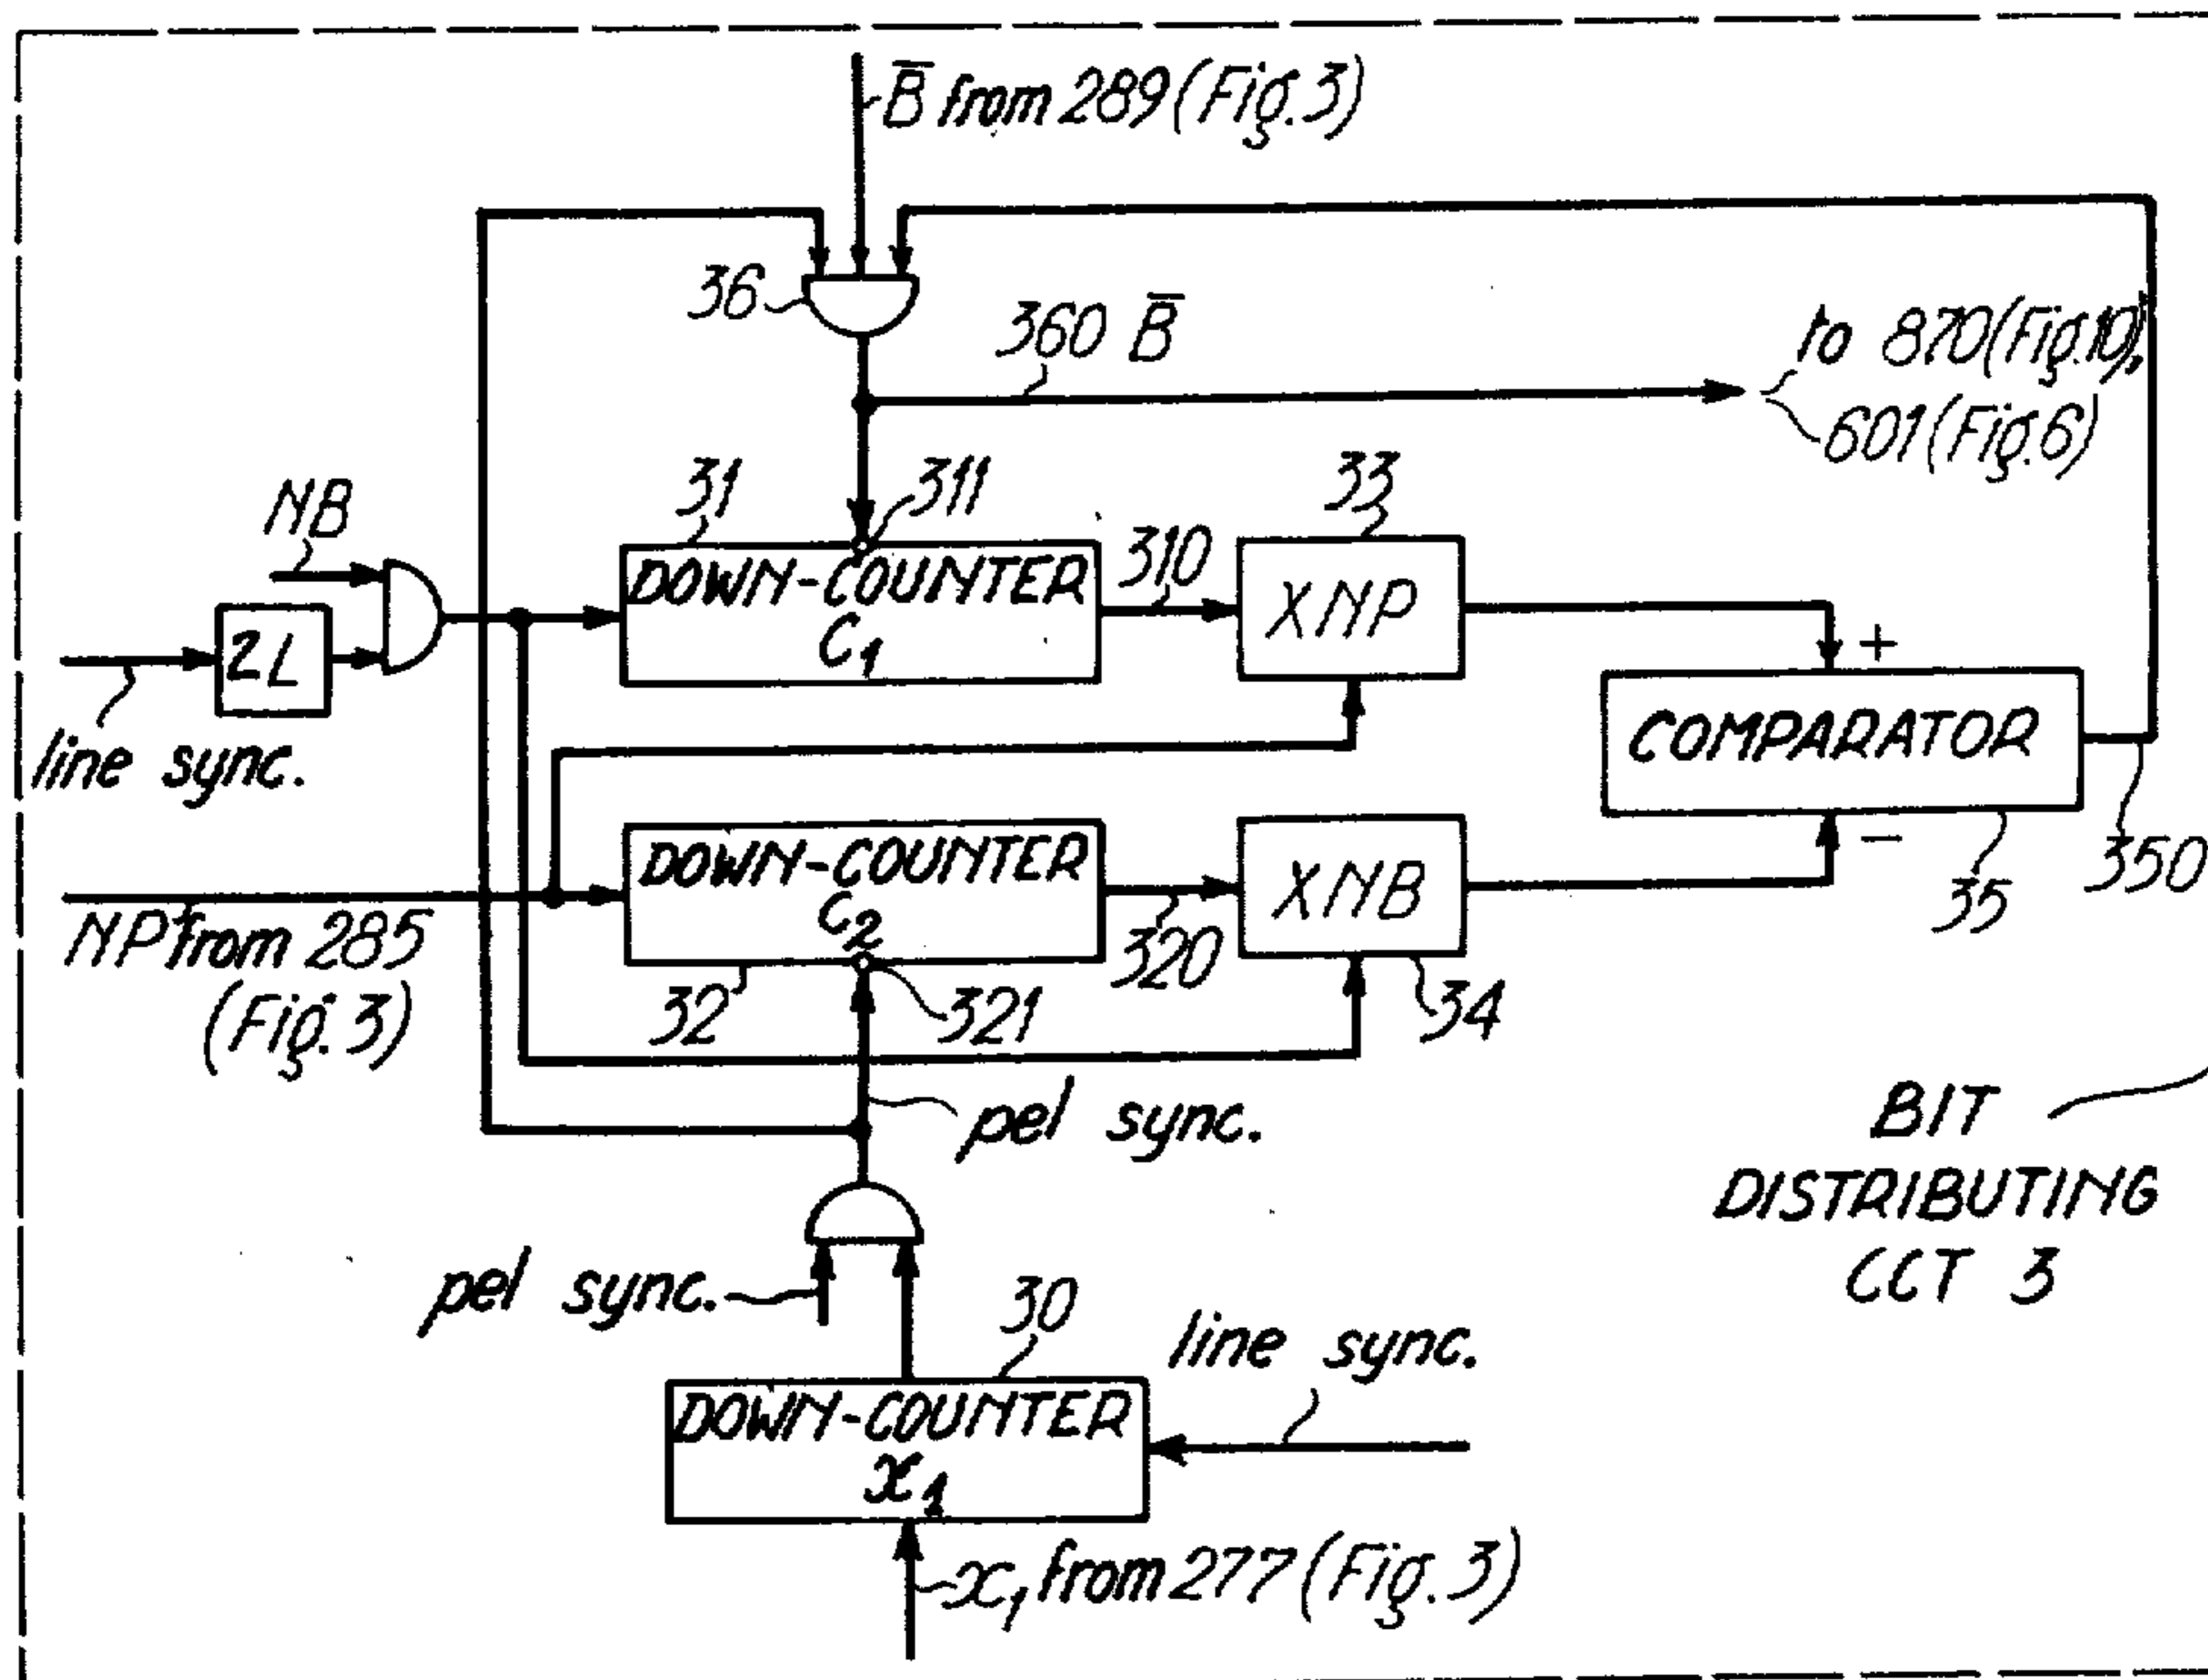 B̅ from 289 (Fig. 3)
36
360 B̅
to 870 (Fig. 10),
601 (Fig. 6)
NB
31
311
33
DOWN-COUNTER
C₁
310
XNP
2L
+
line sync.
COMPARATOR
DOWN-COUNTER
C₂
320
XNB
−
35
350
NP from 285
(Fig. 3)
32
321
34
pel sync.
BIT
DISTRIBUTING
CCT 3
pel sync.
30
line sync.
DOWN-COUNTER
x₁
x₁ from 277 (Fig. 3)